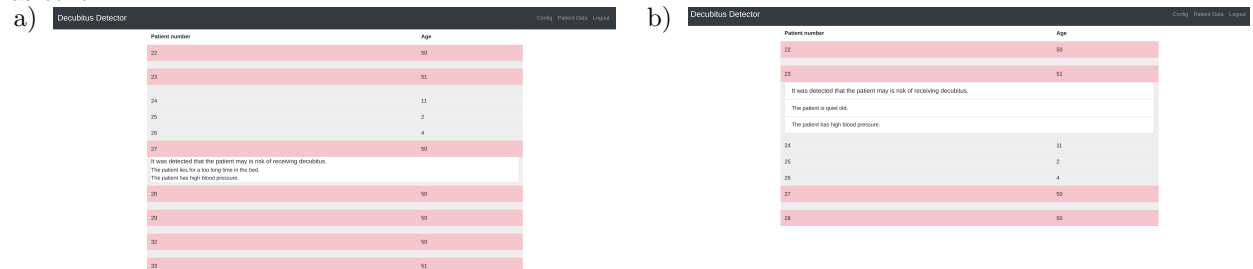 a)
Decubitus Detector Config Patient Data Logout
Patient number Age
22 50
23 51
24 11
25 2
26 4
27 50
It was detected that the patient may is risk of receiving decubitus.
The patient lies for a too long time in the bed.
The patient has high blood pressure.
28 50
29 50
32 50
33 51
b)
Decubitus Detector Config Patient Data Logout
Patient number Age
22 50
23 51
It was detected that the patient may is risk of receiving decubitus.
The patient is quiet old.
The patient has high blood pressure.
24 11
25 2
26 4
27 50
28 50